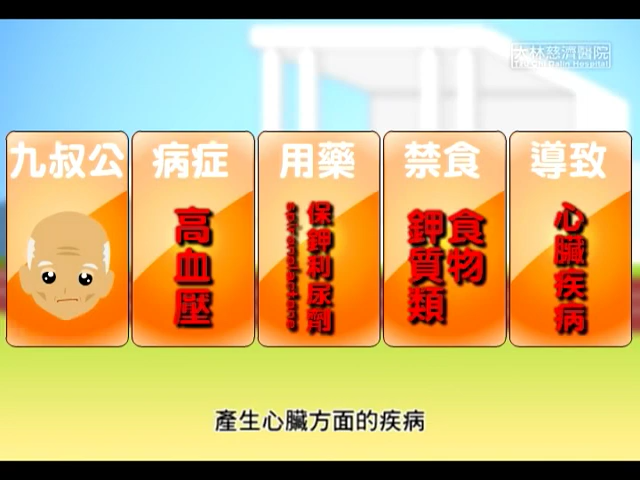 大林慈濟醫院
九叔公
病症
高血壓
用藥
保鉀利尿劑
禁食
食物
鉀質類
導致
心臟疾病
產生心臟方面的疾病